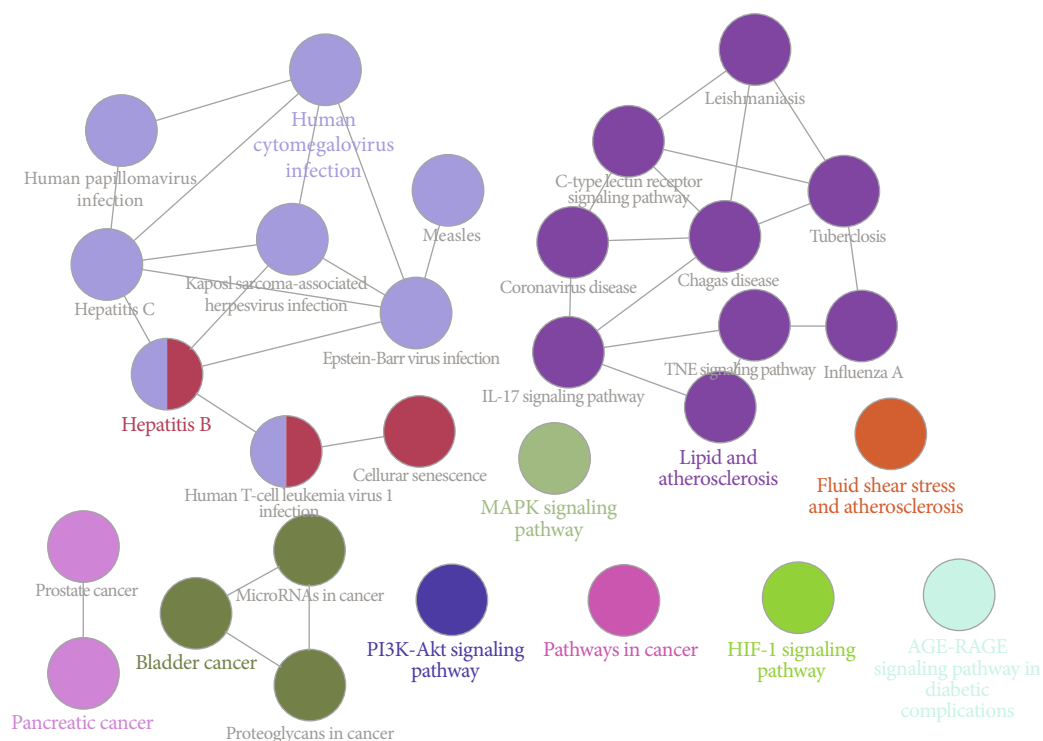 Leishmaniasis
Human
cytomegalovirus
infection
Human papillomavirus
infection
C-type lectin receptor
signaling pathway
Measles
Tuberclosis
Kaposl sarcoma-associated
herpesvirus infection
Hepatitis C
Coronavirus disease
Chagas disease
Epstein-Barr virus infection
TNE signaling pathway
Influenza A
IL-17 signaling pathway
Hepatitis B
Lipid and
atherosclerosis
Cellurar senescence
Human T-cell leukemia virus 1
infection
MAPK signaling
pathway
Fluid shear stress
and atherosclerosis
Prostate cancer
MicroRNAs in cancer
Bladder cancer
PI3K-Akt signaling
pathway
Pathways in cancer
HIF-1 signaling
pathway
AGE-RAGE
signaling pathway in
diabetic
complications
Pancreatic cancer
Proteglycans in cancer